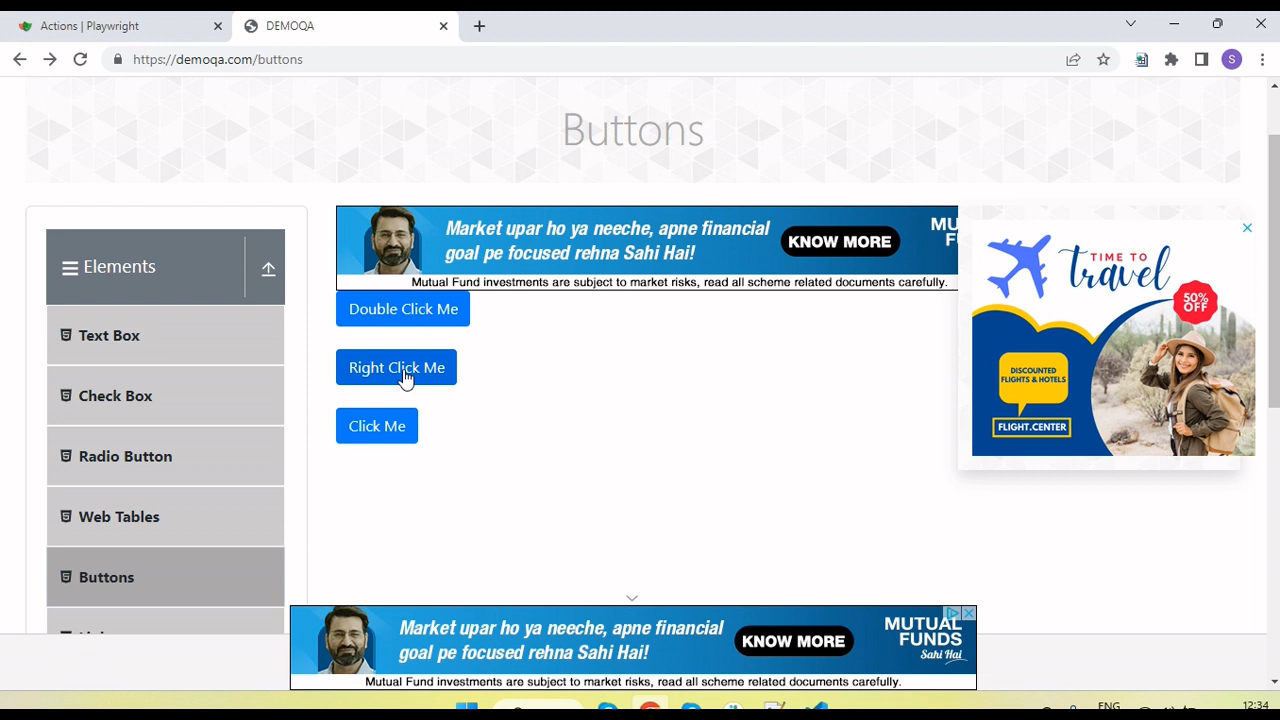 Actions | Playwright
DEMOQA
https://demoqa.com/buttons
S
Buttons
Elements
Text Box
Check Box
Radio Button
Web Tables
Buttons
Market upar ho ya neeche, apne financial
goal pe focused rehna Sahi Hai!
KNOW MORE
MU
F
Mutual Fund investments are subject to market risks, read all scheme related documents carefully.
Double Click Me
Right Click Me
Click Me
TIME TO
travel
50%
OFF
DISCOUNTED
FLIGHTS & HOTELS
FLIGHT.CENTER
Market upar ho ya neeche, apne financial
goal pe focused rehna Sahi Hai!
KNOW MORE
MUTUAL
FUNDS
Sahi Hai
Mutual Fund investments are subject to market risks, read all scheme related documents carefully.
ENG
12:34